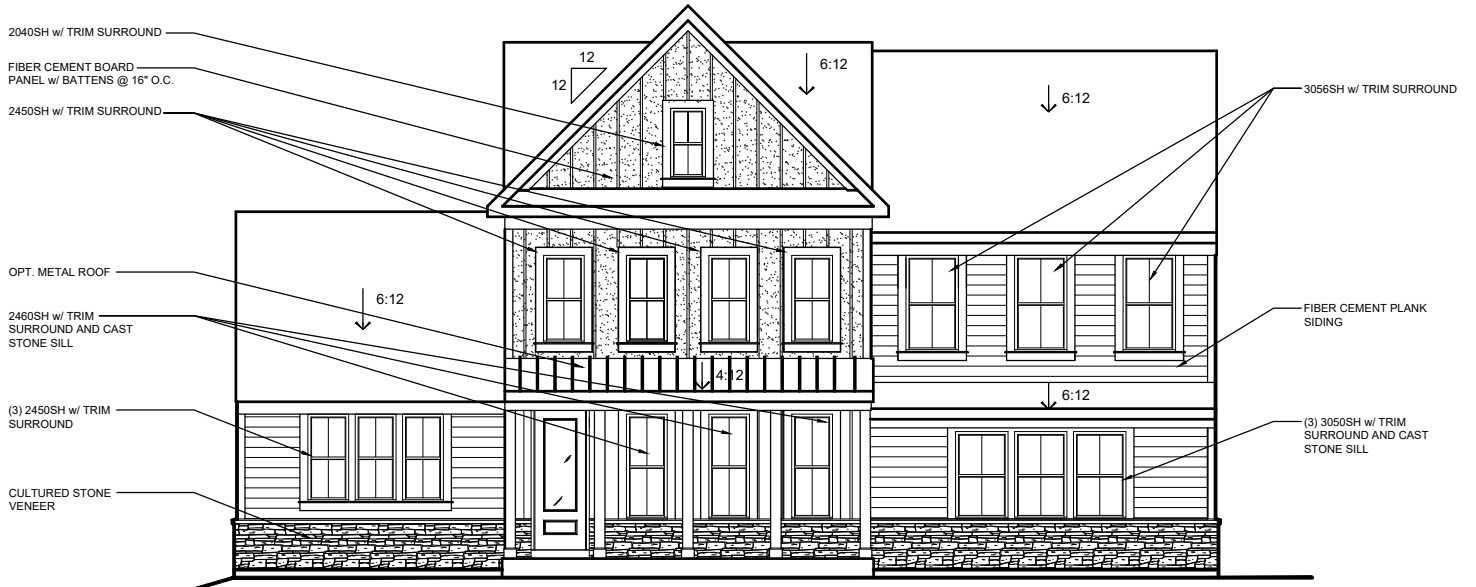 2040SH w/ TRIM SURROUND
FIBER CEMENT BOARD
PANEL w/ BATTENS @ 16" O.C.
2450SH w/ TRIM SURROUND
OPT. METAL ROOF
2460SH w/ TRIM
SURROUND AND CAST
STONE SILL
(3) 2450SH w/ TRIM
SURROUND
CULTURED STONE
VENEER
12
12
6:12
6:12
6:12
4:12
6:12
3056SH w/ TRIM SURROUND
FIBER CEMENT PLANK
SIDING
(3) 3050SH w/ TRIM
SURROUND AND CAST
STONE SILL